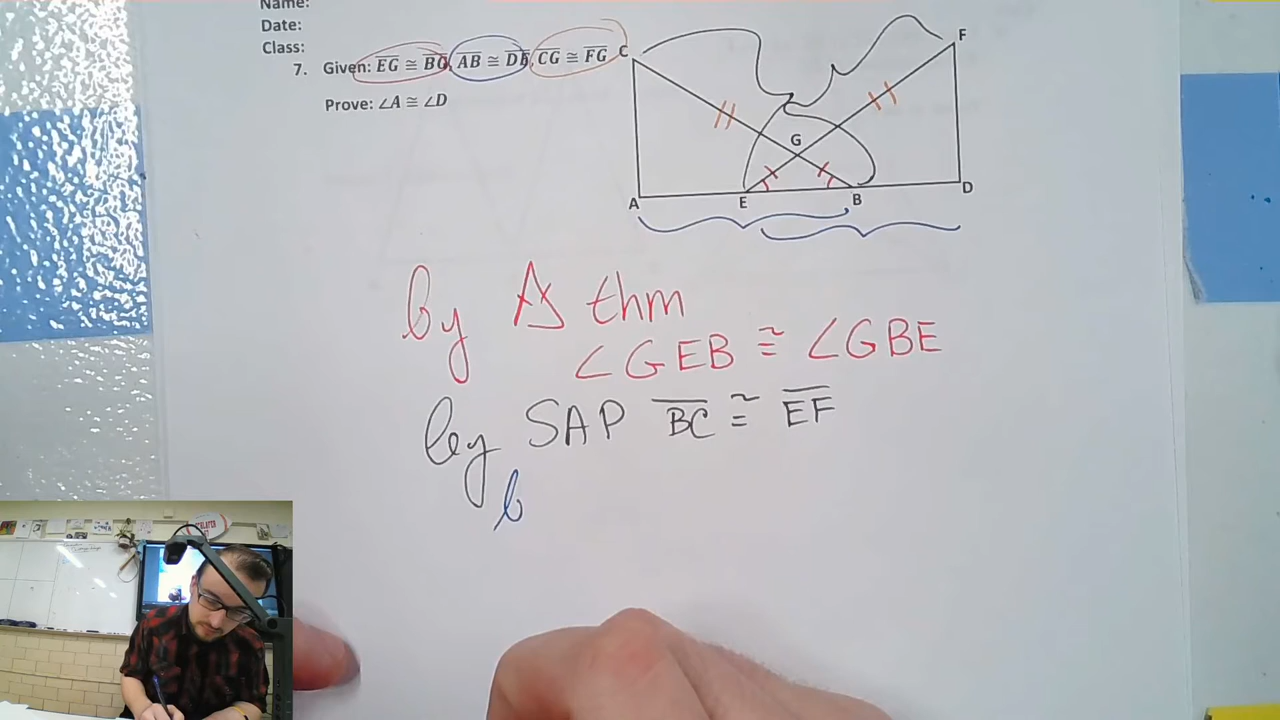 Name:
Date:
Class:
7. Given: EG ≅ BG, AB ≅ DE, CG ≅ FG
Prove: ∠A ≅ ∠D
C
F
G
A
E
B
D
by Δ thm
∠GEB ≅ ∠GBE
by SAP BC ≅ EF
b